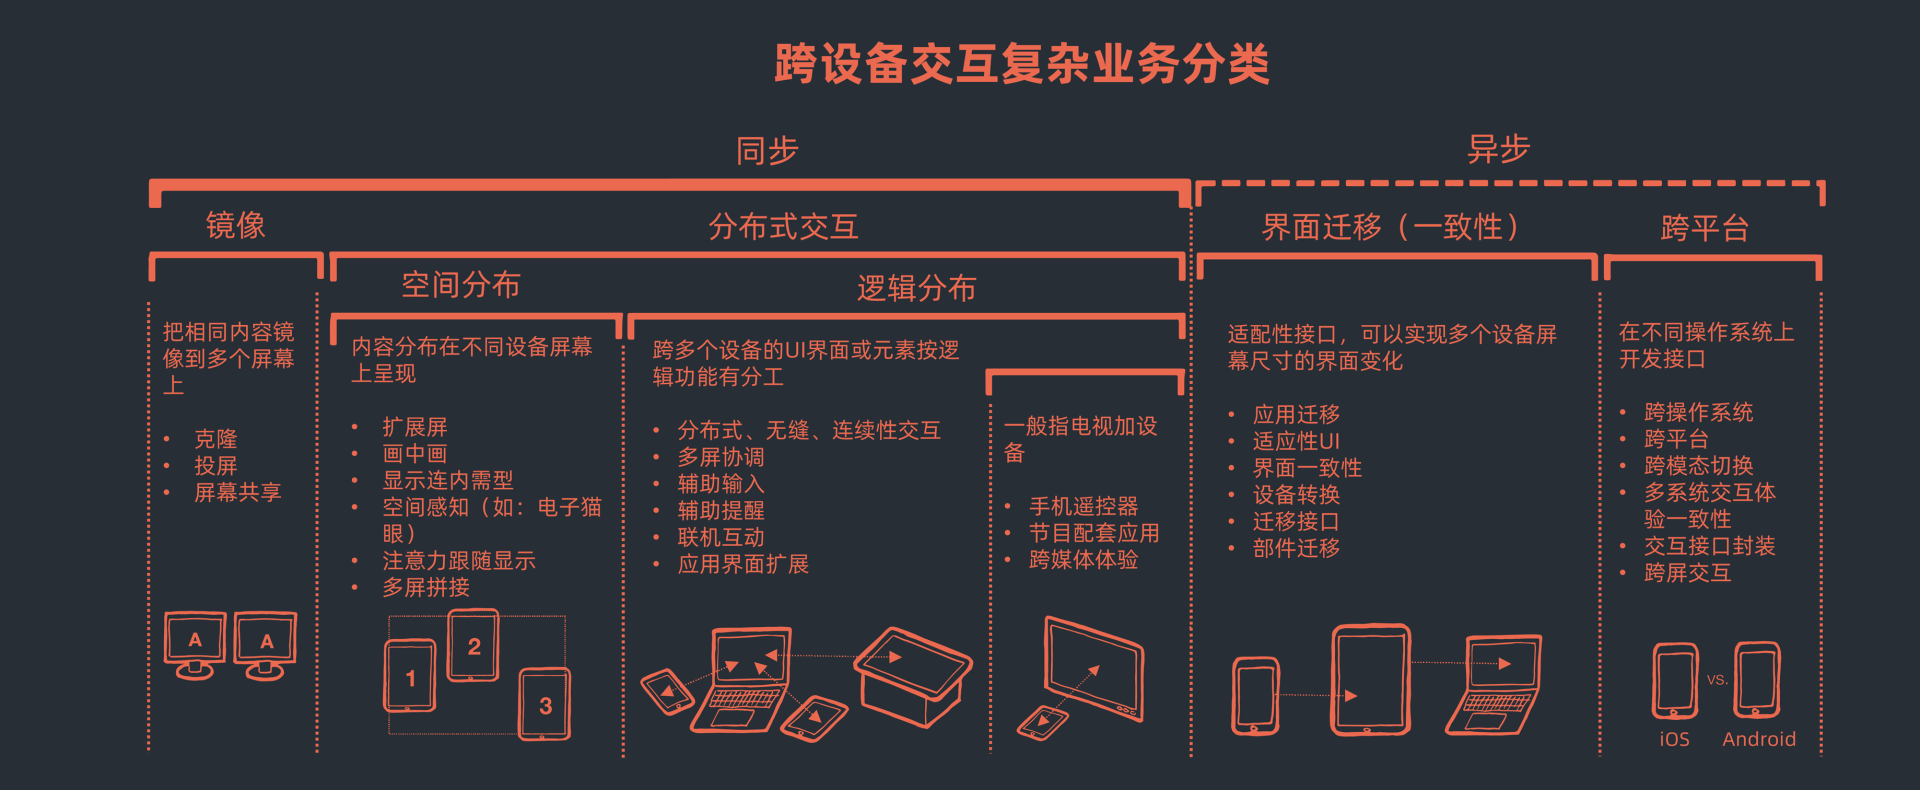 跨设备交互复杂业务分类
同步
异步
镜像
分布式交互
界面迁移（一致性）
跨平台
空间分布
逻辑分布
把相同内容镜
像到多个屏幕
上
• 克隆
• 投屏
• 屏幕共享
A
A
内容分布在不同设备屏幕
上呈现
• 扩展屏
• 画中画
• 显示连内需型
• 空间感知（如：电子猫
眼）
• 注意力跟随显示
• 多屏拼接
1
2
3
跨多个设备的UI界面或元素按逻
辑功能有分工
• 分布式、无缝、连续性交互
• 多屏协调
• 辅助输入
• 辅助提醒
• 联机互动
• 应用界面扩展
一般指电视加设
备
• 手机遥控器
• 节目配套应用
• 跨媒体体验
适配性接口，可以实现多个设备屏
幕尺寸的界面变化
• 应用迁移
• 适应性UI
• 界面一致性
• 设备转换
• 迁移接口
• 部件迁移
在不同操作系统上
开发接口
• 跨操作系统
• 跨平台
• 跨模态切换
• 多系统交互体
验一致性
• 交互接口封装
• 跨屏交互
vs.
iOS
Android